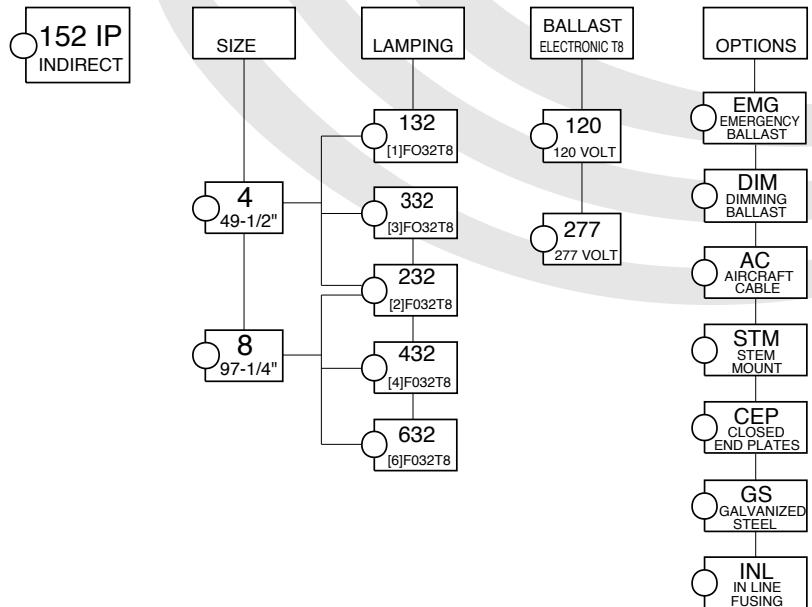 152 IP
INDIRECT
SIZE
4
49-1/2"
8
97-1/4"
LAMPING
132
[1]FO32T8
332
[3]FO32T8
232
[2]F032T8
432
[4]F032T8
632
[6]F032T8
BALLAST
ELECTRONIC T8
120
120 VOLT
277
277 VOLT
OPTIONS
EMG
EMERGENCY
BALLAST
DIM
DIMMING
BALLAST
AC
AIRCRAFT
CABLE
STM
STEM
MOUNT
CEP
CLOSED
END PLATES
GS
GALVANIZED
STEEL
INL
IN LINE
FUSING